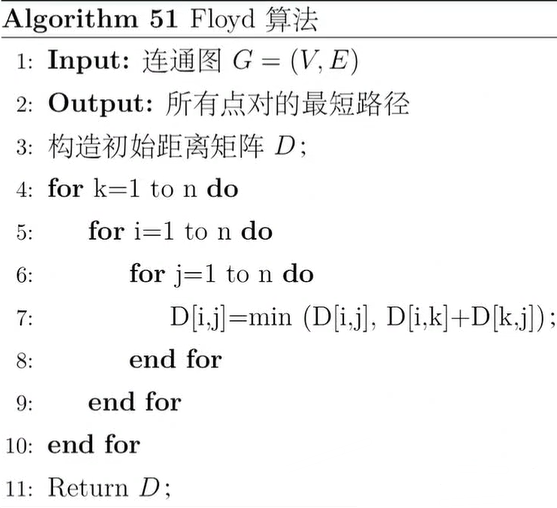 Algorithm 51 Floyd 算法
1: Input: 连通图 G = (V, E)
2: Output: 所有点对的最短路径
3: 构造初始距离矩阵 D;
4: for k=1 to n do
5: for i=1 to n do
6: for j=1 to n do
7: D[i,j]=min (D[i,j], D[i,k]+D[k,j]);
8: end for
9: end for
10: end for
11: Return D;